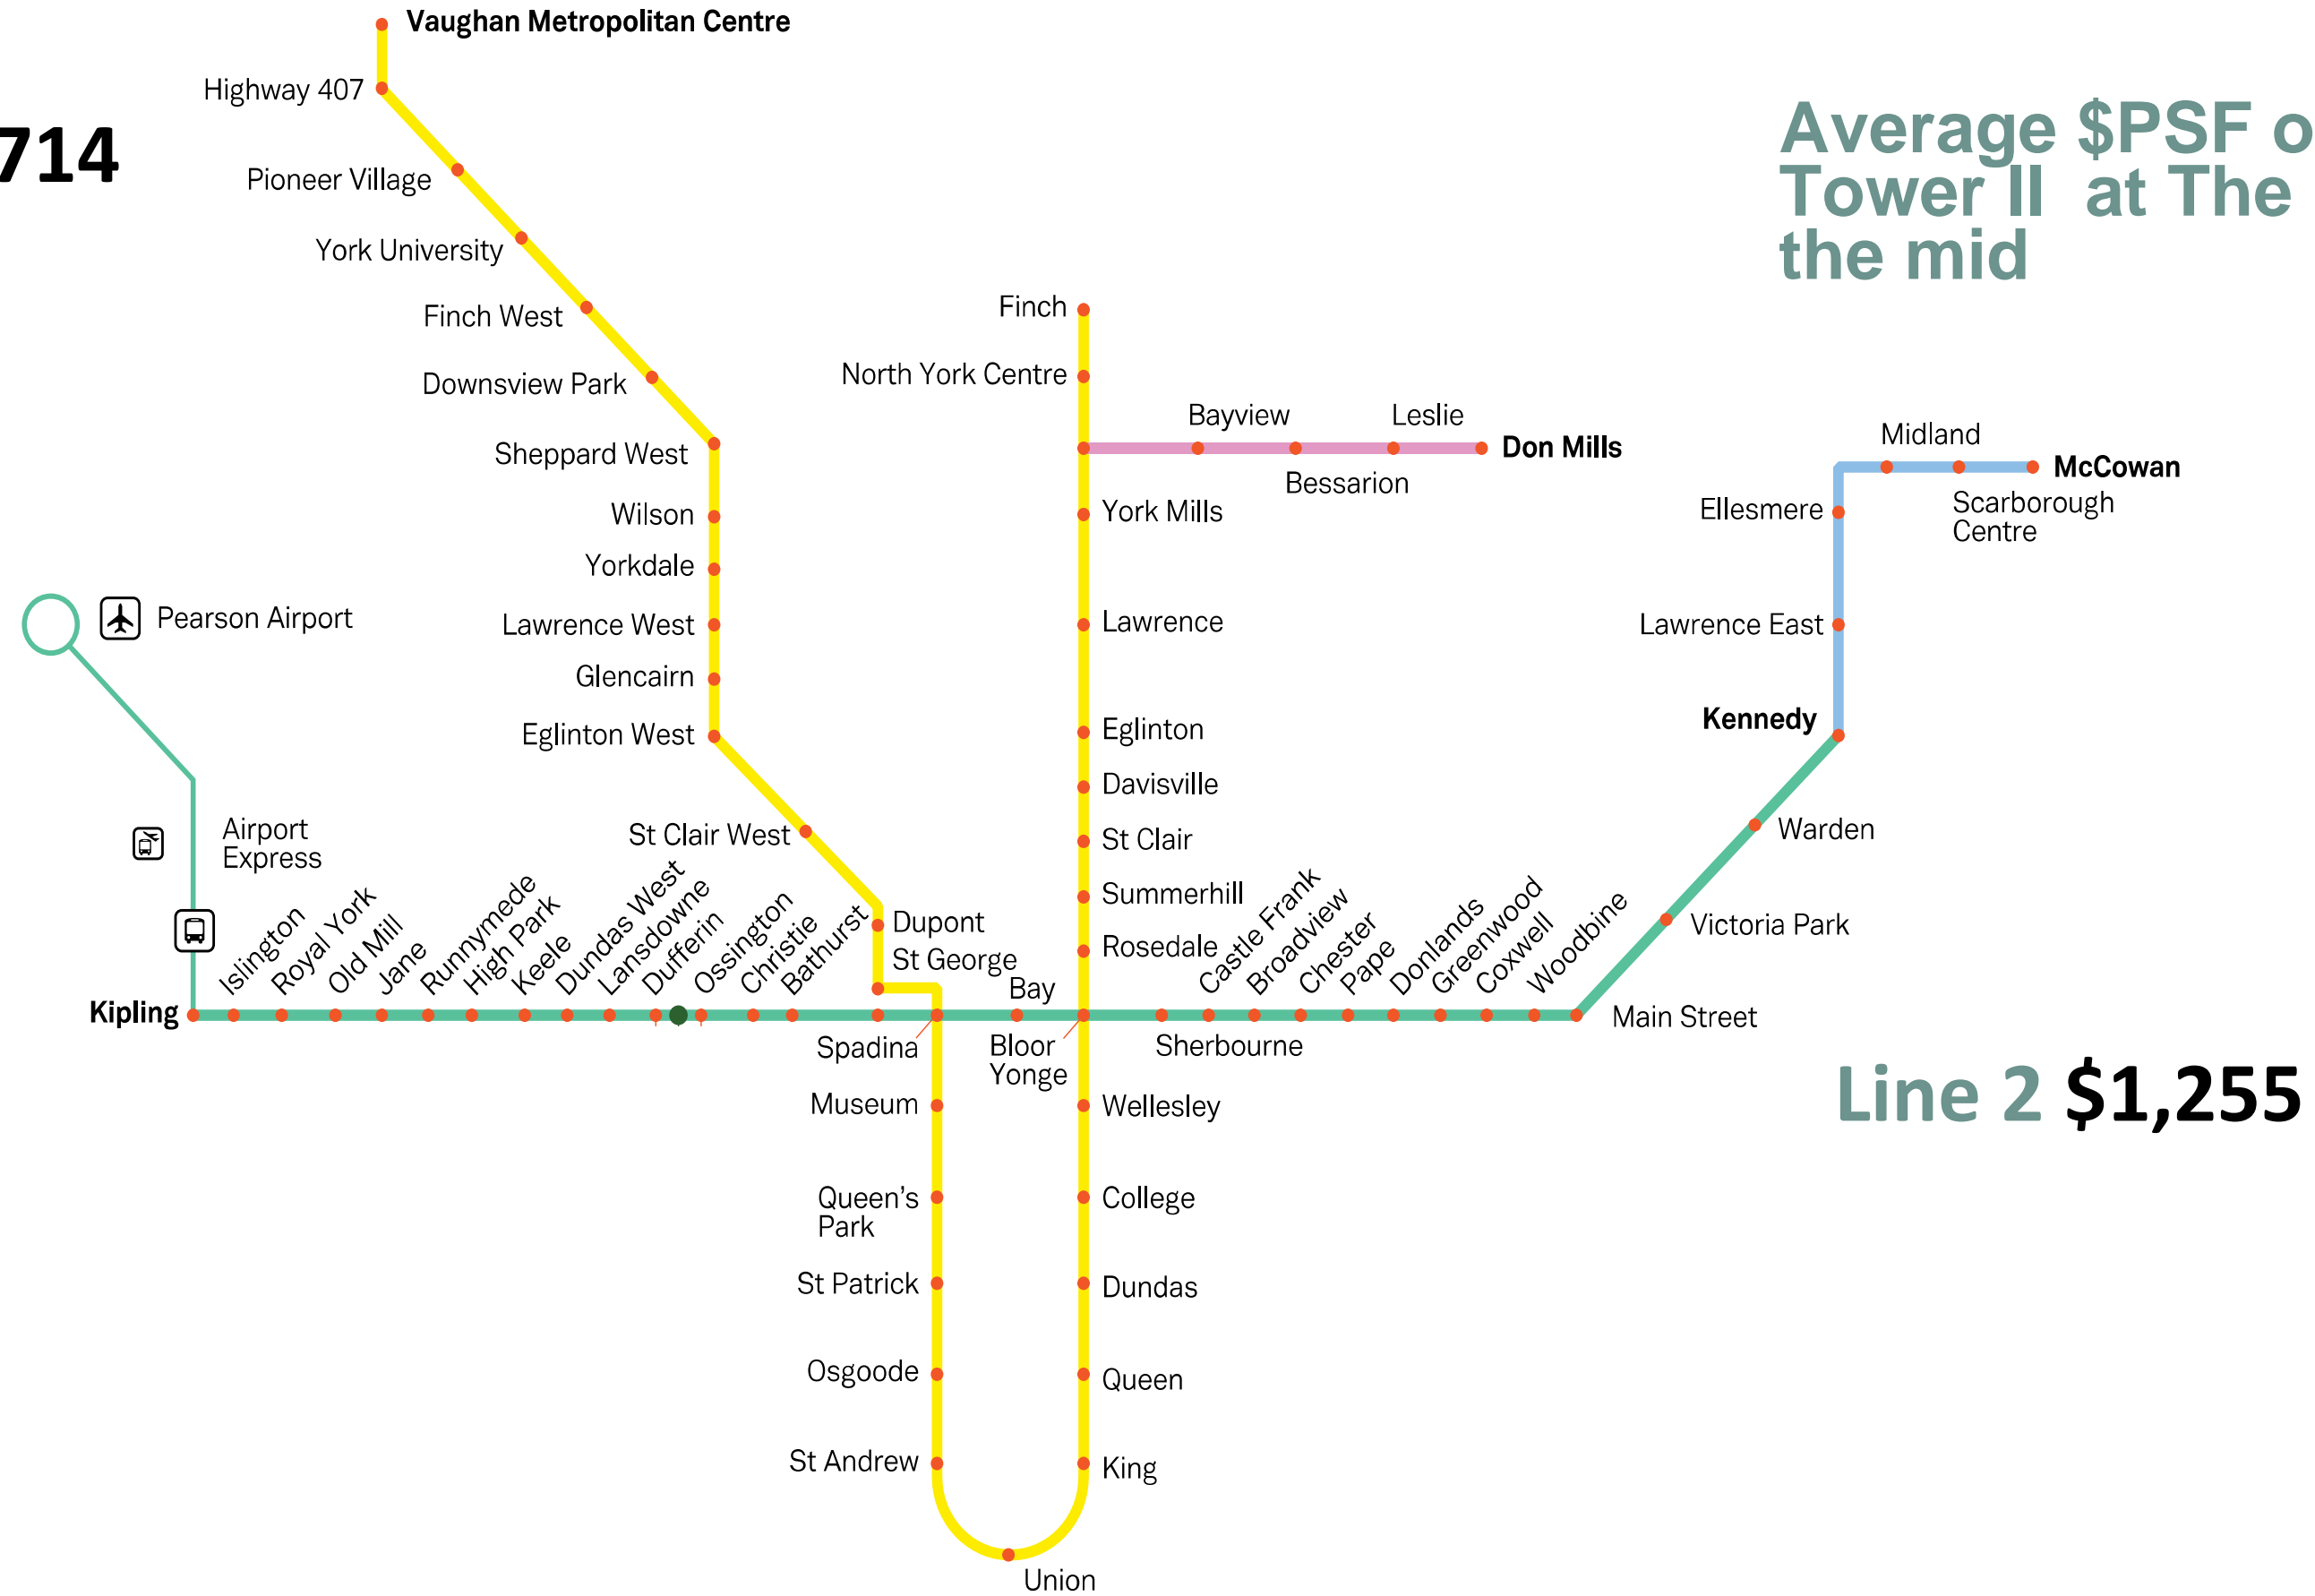 Vaughan Metropolitan Centre
Highway 407
714
Average $PSF o
Tower II at The
the mid
Pioneer Village
York University
Finch West
Downsview Park
Sheppard West
Wilson
Yorkdale
Lawrence West
Glencairn
Eglinton West
St Clair West
Dupont
St George
Finch
North York Centre
Bayview
Leslie
Don Mills
Bessarion
York Mills
Lawrence
Eglinton
Davisville
St Clair
Summerhill
Rosedale
Midland
McCowan
Scarborough
Centre
Ellesmere
Lawrence East
Kennedy
Warden
Victoria Park
Main Street
Pearson Airport
Airport
Express
Kipling
Islington
Royal York
Old Mill
Jane
Runnymede
High Park
Keele
Dundas West
Lansdowne
Dufferin
Ossington
Christie
Bathurst
Spadina
Bay
Bloor
Yonge
Sherbourne
Castle Frank
Broadview
Chester
Pape
Donlands
Greenwood
Coxwell
Woodbine
Line 2 $1,255
Museum
Queen's
Park
St Patrick
Osgoode
St Andrew
Union
Wellesley
College
Dundas
Queen
King